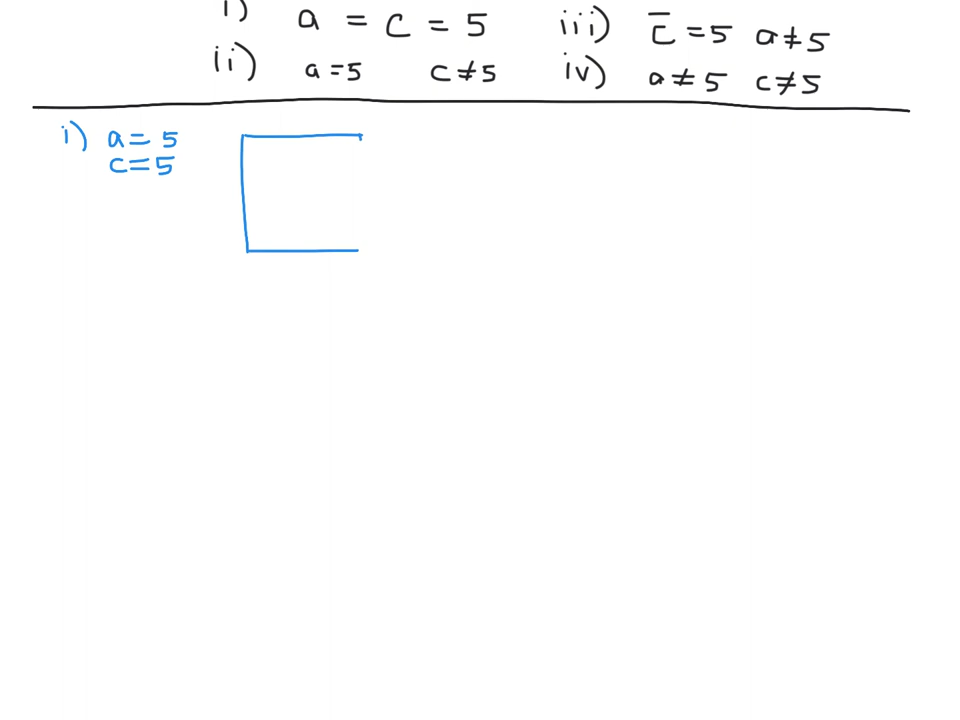 i) a = c = 5 iii) c̅ = 5 a ≠ 5
ii) a = 5 c ≠ 5 iv) a ≠ 5 c ≠ 5
i) a = 5
c = 5